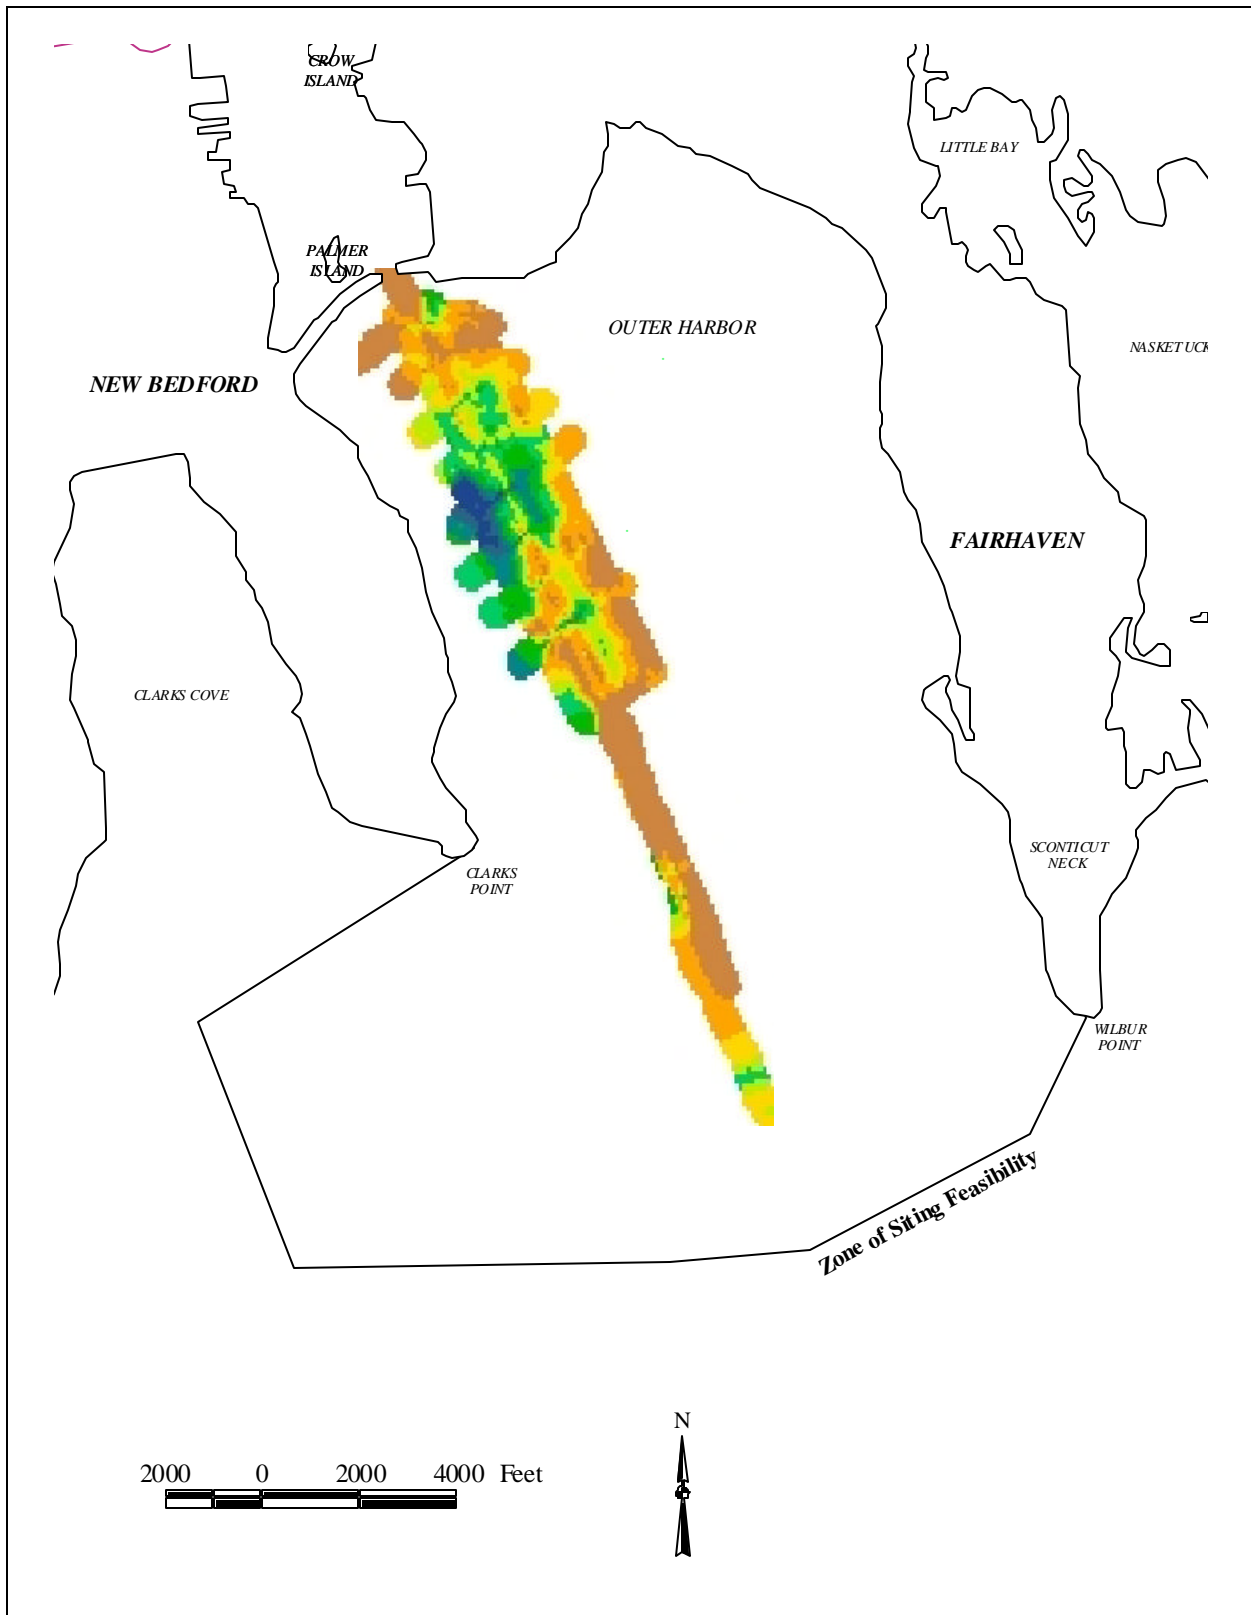 CROW
ISLAND
LITTLE BAY
PALMER
ISLAND
OUTER HARBOR
NASKETUCK
NEW BEDFORD
FAIRHAVEN
CLARKS COVE
SCONTICUT
NECK
CLARKS
POINT
WILBUR
POINT
Zone of Siting Feasibility
N
2000 0 2000 4000 Feet